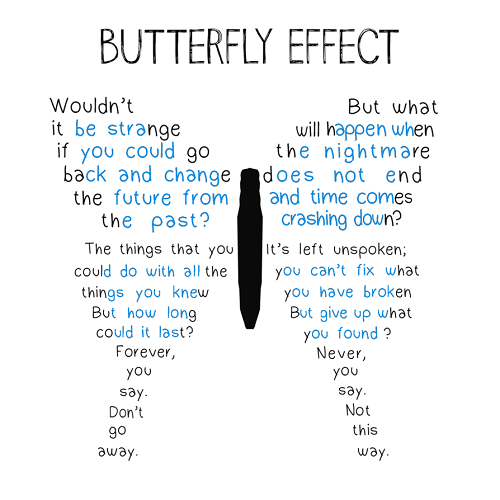 BUTTERFLY EFFECT
Wouldn't
it be strange
if you could go
back and change
the future from
the past?
The things that you
could do with all the
things you knew
But how long
could it last?
Forever,
you
say.
Don't
go
away.
But what
will happen when
the nightmare
does not end
and time comes
crashing down?
It's left unspoken;
you can't fix what
you have broken
But give up what
you found ?
Never,
you
say.
Not
this
way.